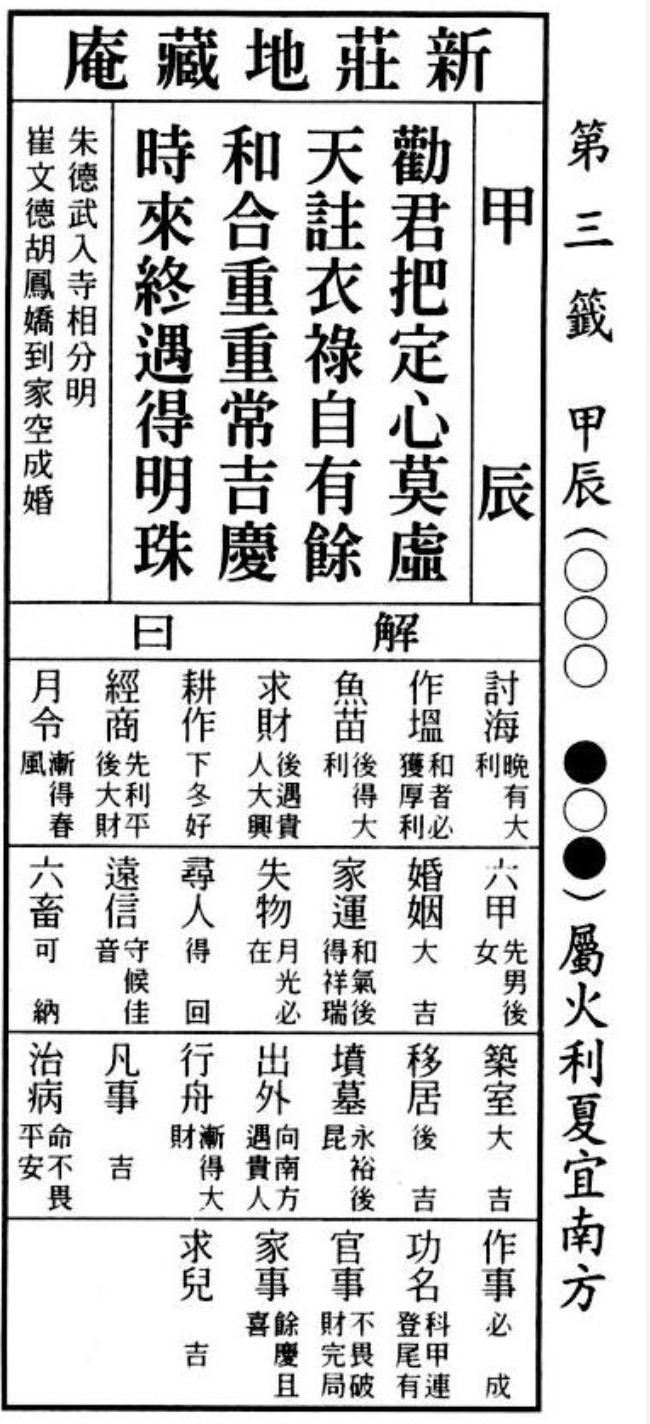 第三籤 甲辰(○○○ ●○●)屬火利夏宜南方
新莊地藏庵
甲辰
勸君把定心莫虛
天註衣祿自有餘
和合重重常吉慶
時來終遇得明珠
朱德武入寺相分明
崔文德胡鳳嬌到家空成婚
解曰
討海 晚有大利
作塭 和者必獲厚利
魚苗 後得大利
求財 後遇貴人大興
耕作 下冬好
經商 先利平後大財
月令 漸得春風
六甲 先男後女
婚姻 大吉
家運 和氣後得祥瑞
失物 月光必在
尋人 得回
遠信 守候佳音
六畜 可納
築室 大吉
移居 後吉
墳墓 永裕後昆
出外 向南方遇貴人
行舟 漸得大財
凡事 吉
治病 命不畏平安
作事 必成
功名 科甲連登尾有
官事 不畏破財完局
家事 餘慶且喜
求兒 吉